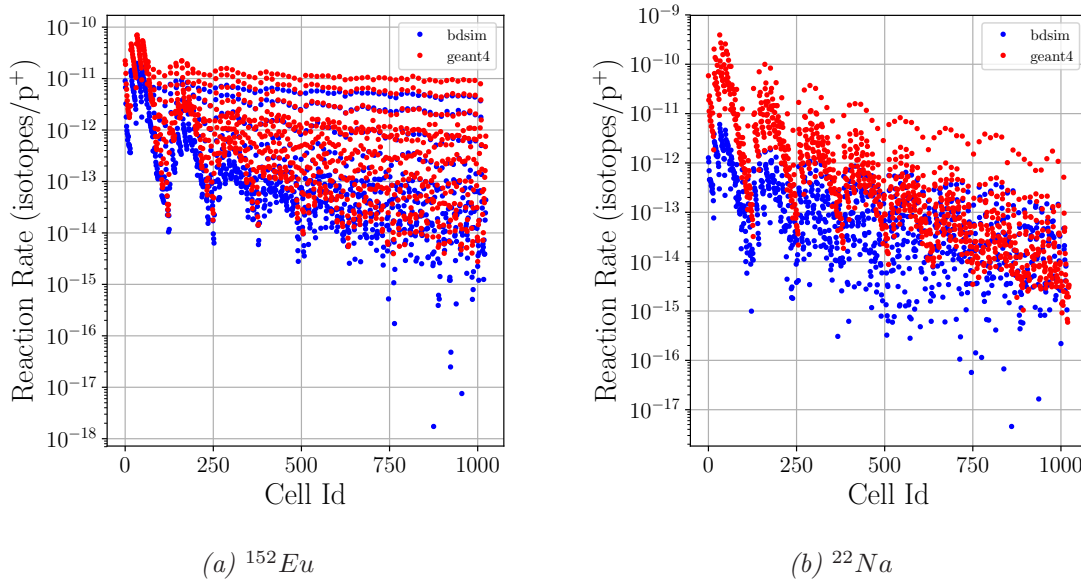 10⁻¹⁰
10⁻¹¹
10⁻¹²
10⁻¹³
10⁻¹⁴
10⁻¹⁵
10⁻¹⁶
10⁻¹⁷
10⁻¹⁸
Reaction Rate (isotopes/p⁺)
bdsim
geant4
0 250 500 750 1000
Cell Id
(a) ¹⁵²Eu
10⁻⁹
10⁻¹⁰
10⁻¹¹
10⁻¹²
10⁻¹³
10⁻¹⁴
10⁻¹⁵
10⁻¹⁶
10⁻¹⁷
Reaction Rate (isotopes/p⁺)
bdsim
geant4
0 250 500 750 1000
Cell Id
(b) ²²Na